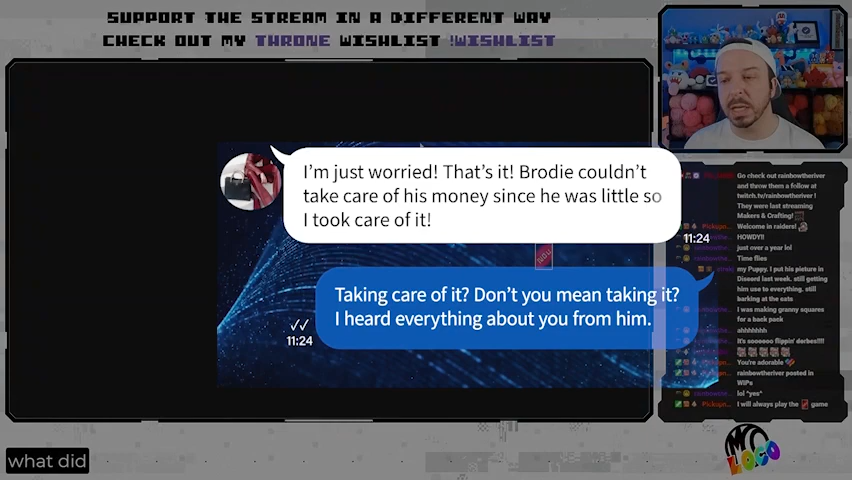 SUPPORT THE STREAM IN A DIFFERENT WAY
CHECK OUT MY THRONE WISHLIST !WISHLIST
I'm just worried! That's it! Brodie couldn't
take care of his money since he was little so
I took care of it!
11:24
Taking care of it? Don't you mean taking it?
I heard everything about you from him.
11:24
Go check out rainbowtheriver
and throw them a follow at
twitch.tv/rainbowtheriver !
They were last streaming
Makers & Crafting!
Welcome in raiders!
HOWDY!!
just over a year lol
Time flies
my Puppy. I put his picture in
Discord last week. still getting
him use to everything. still
barking at the cats
I was making granny squares
for a back pack
ahhhhhh
it's sooooo flippin' dorbes!!!!
You're adorable
rainbowtheriver posted in
WiPs
lol *yes*
I will always play the game
LOCO
what did